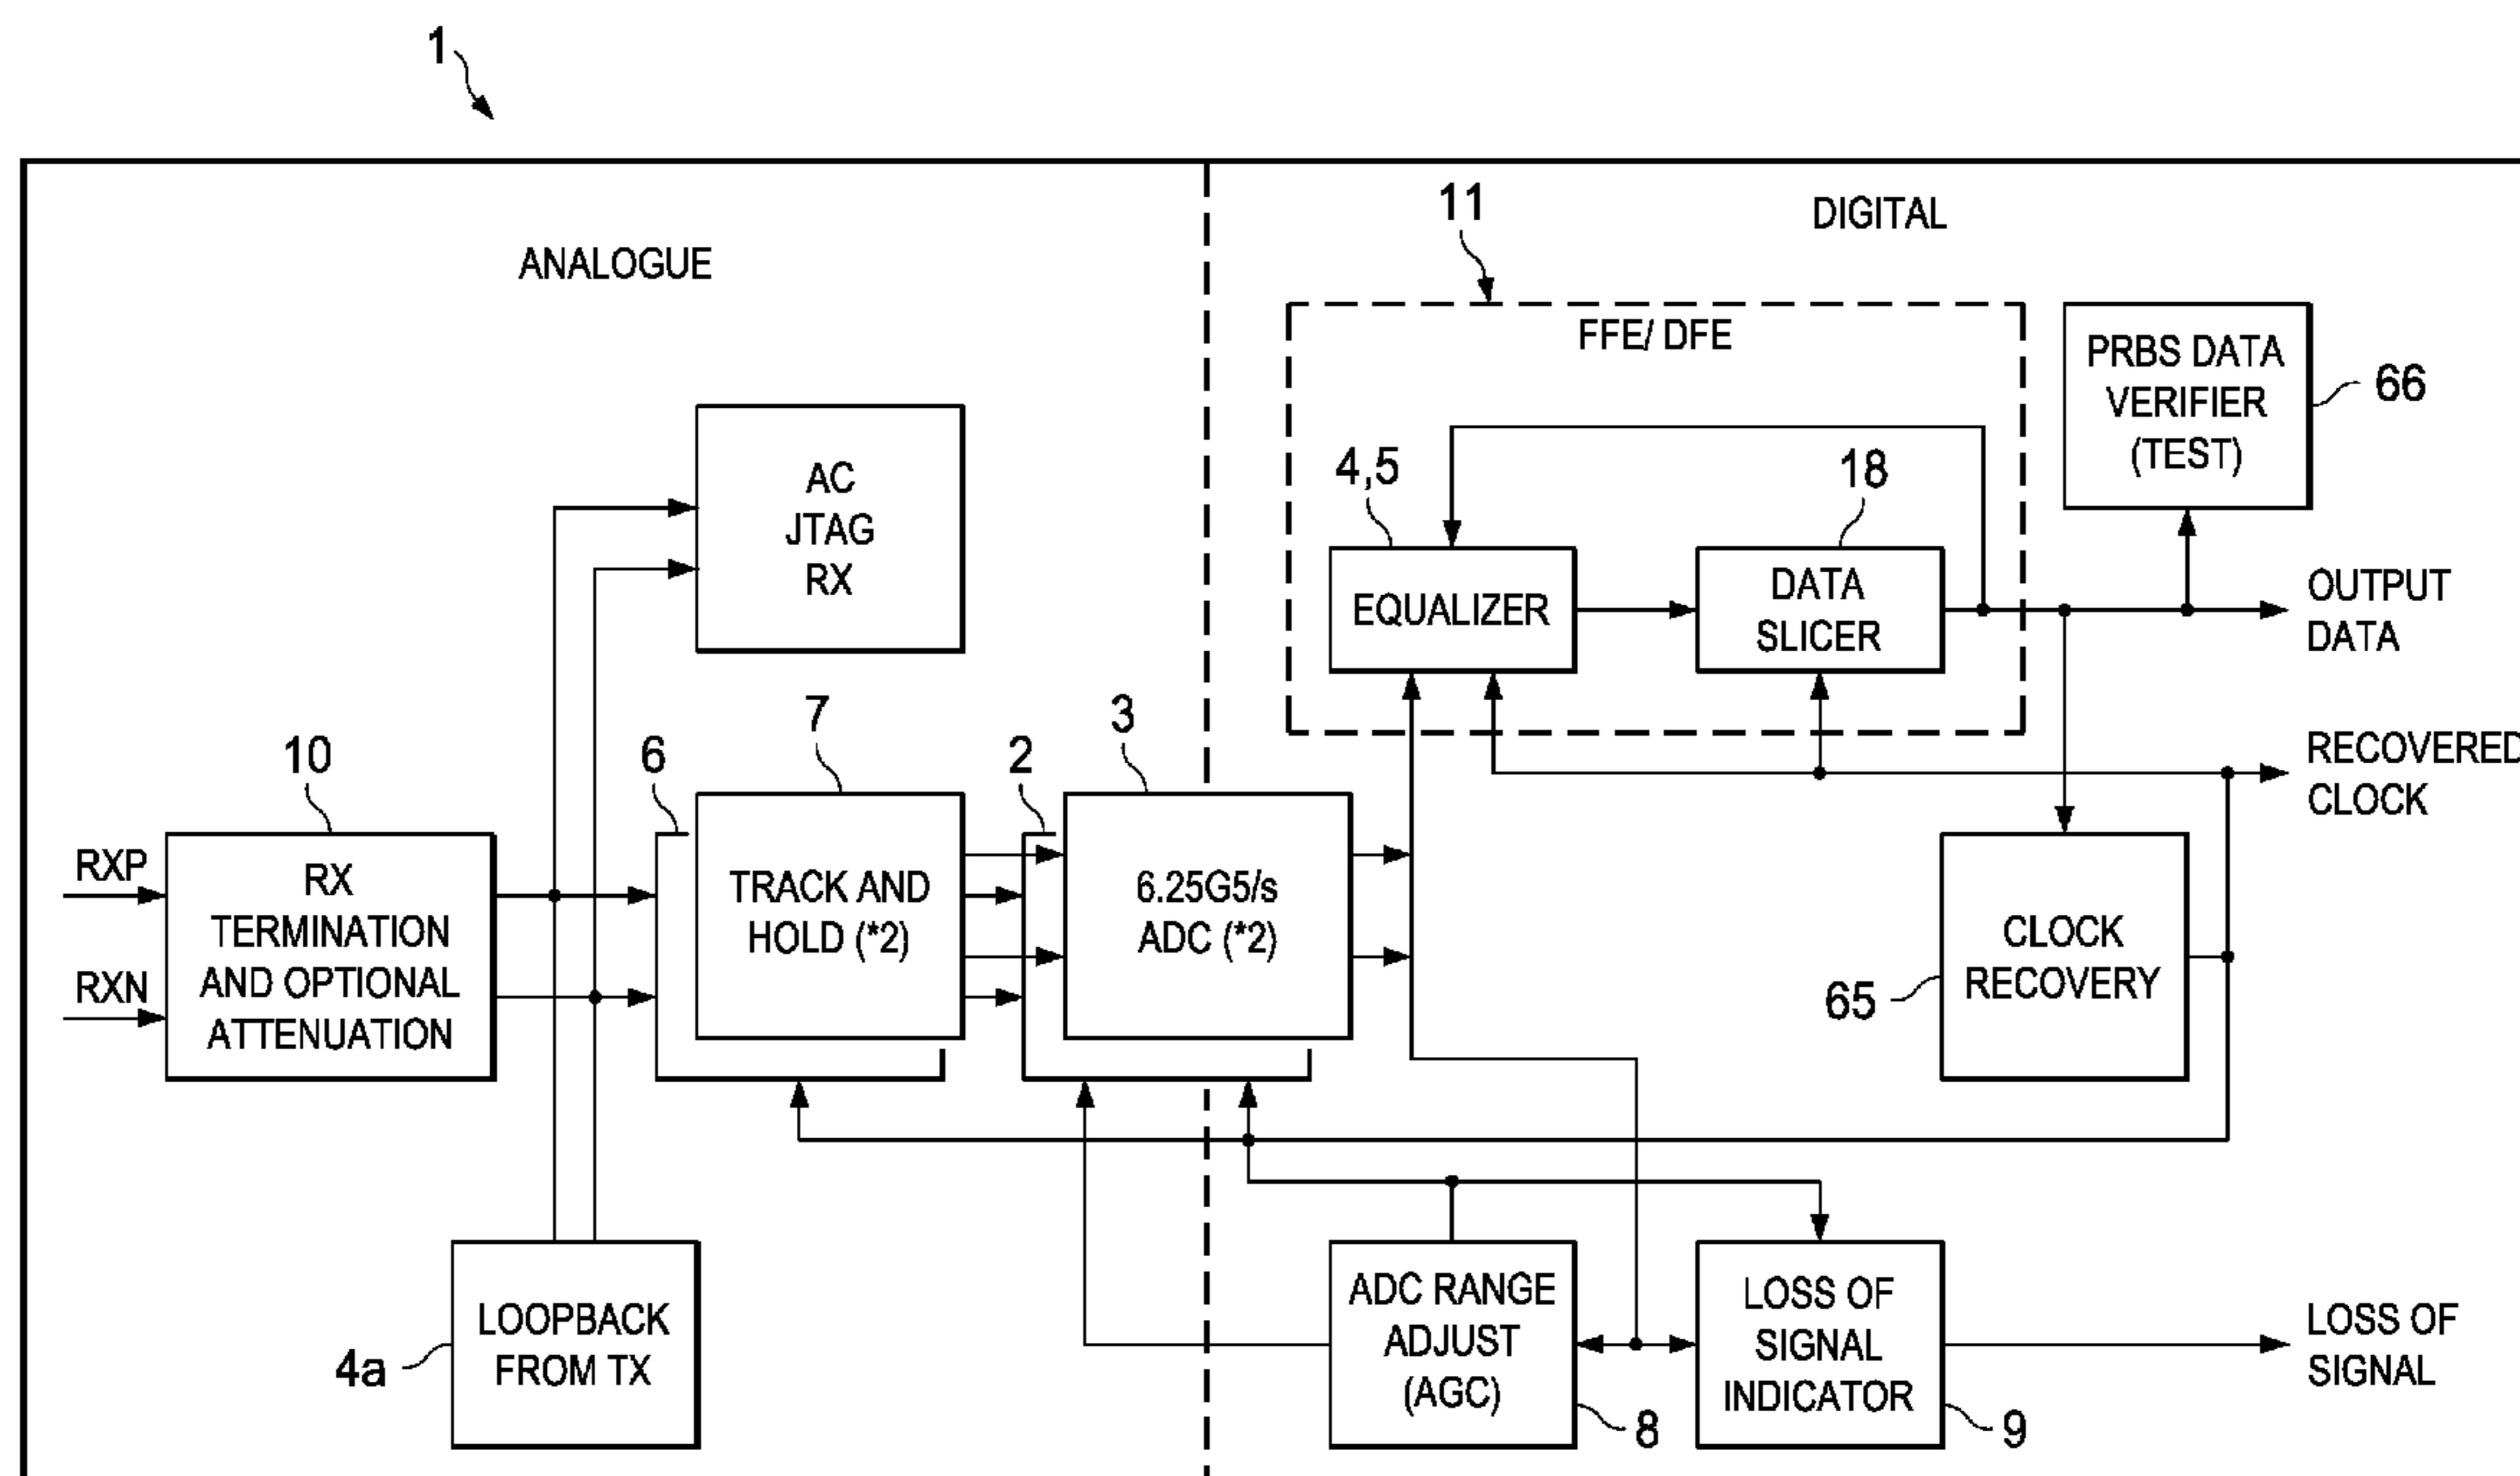 1
ANALOGUE
DIGITAL
11
FFE/ DFE
PRBS DATA
VERIFIER
(TEST)
66
AC
JTAG
RX
4,5
18
EQUALIZER
DATA
SLICER
OUTPUT
DATA
10
6
7
2
3
RECOVERED
CLOCK
RXP
RXN
RX
TERMINATION
AND OPTIONAL
ATTENUATION
TRACK AND
HOLD (*2)
6.25G5/s
ADC (*2)
CLOCK
RECOVERY
65
LOOPBACK
FROM TX
4a
ADC RANGE
ADJUST
(AGC)
8
LOSS OF
SIGNAL
INDICATOR
9
LOSS OF
SIGNAL